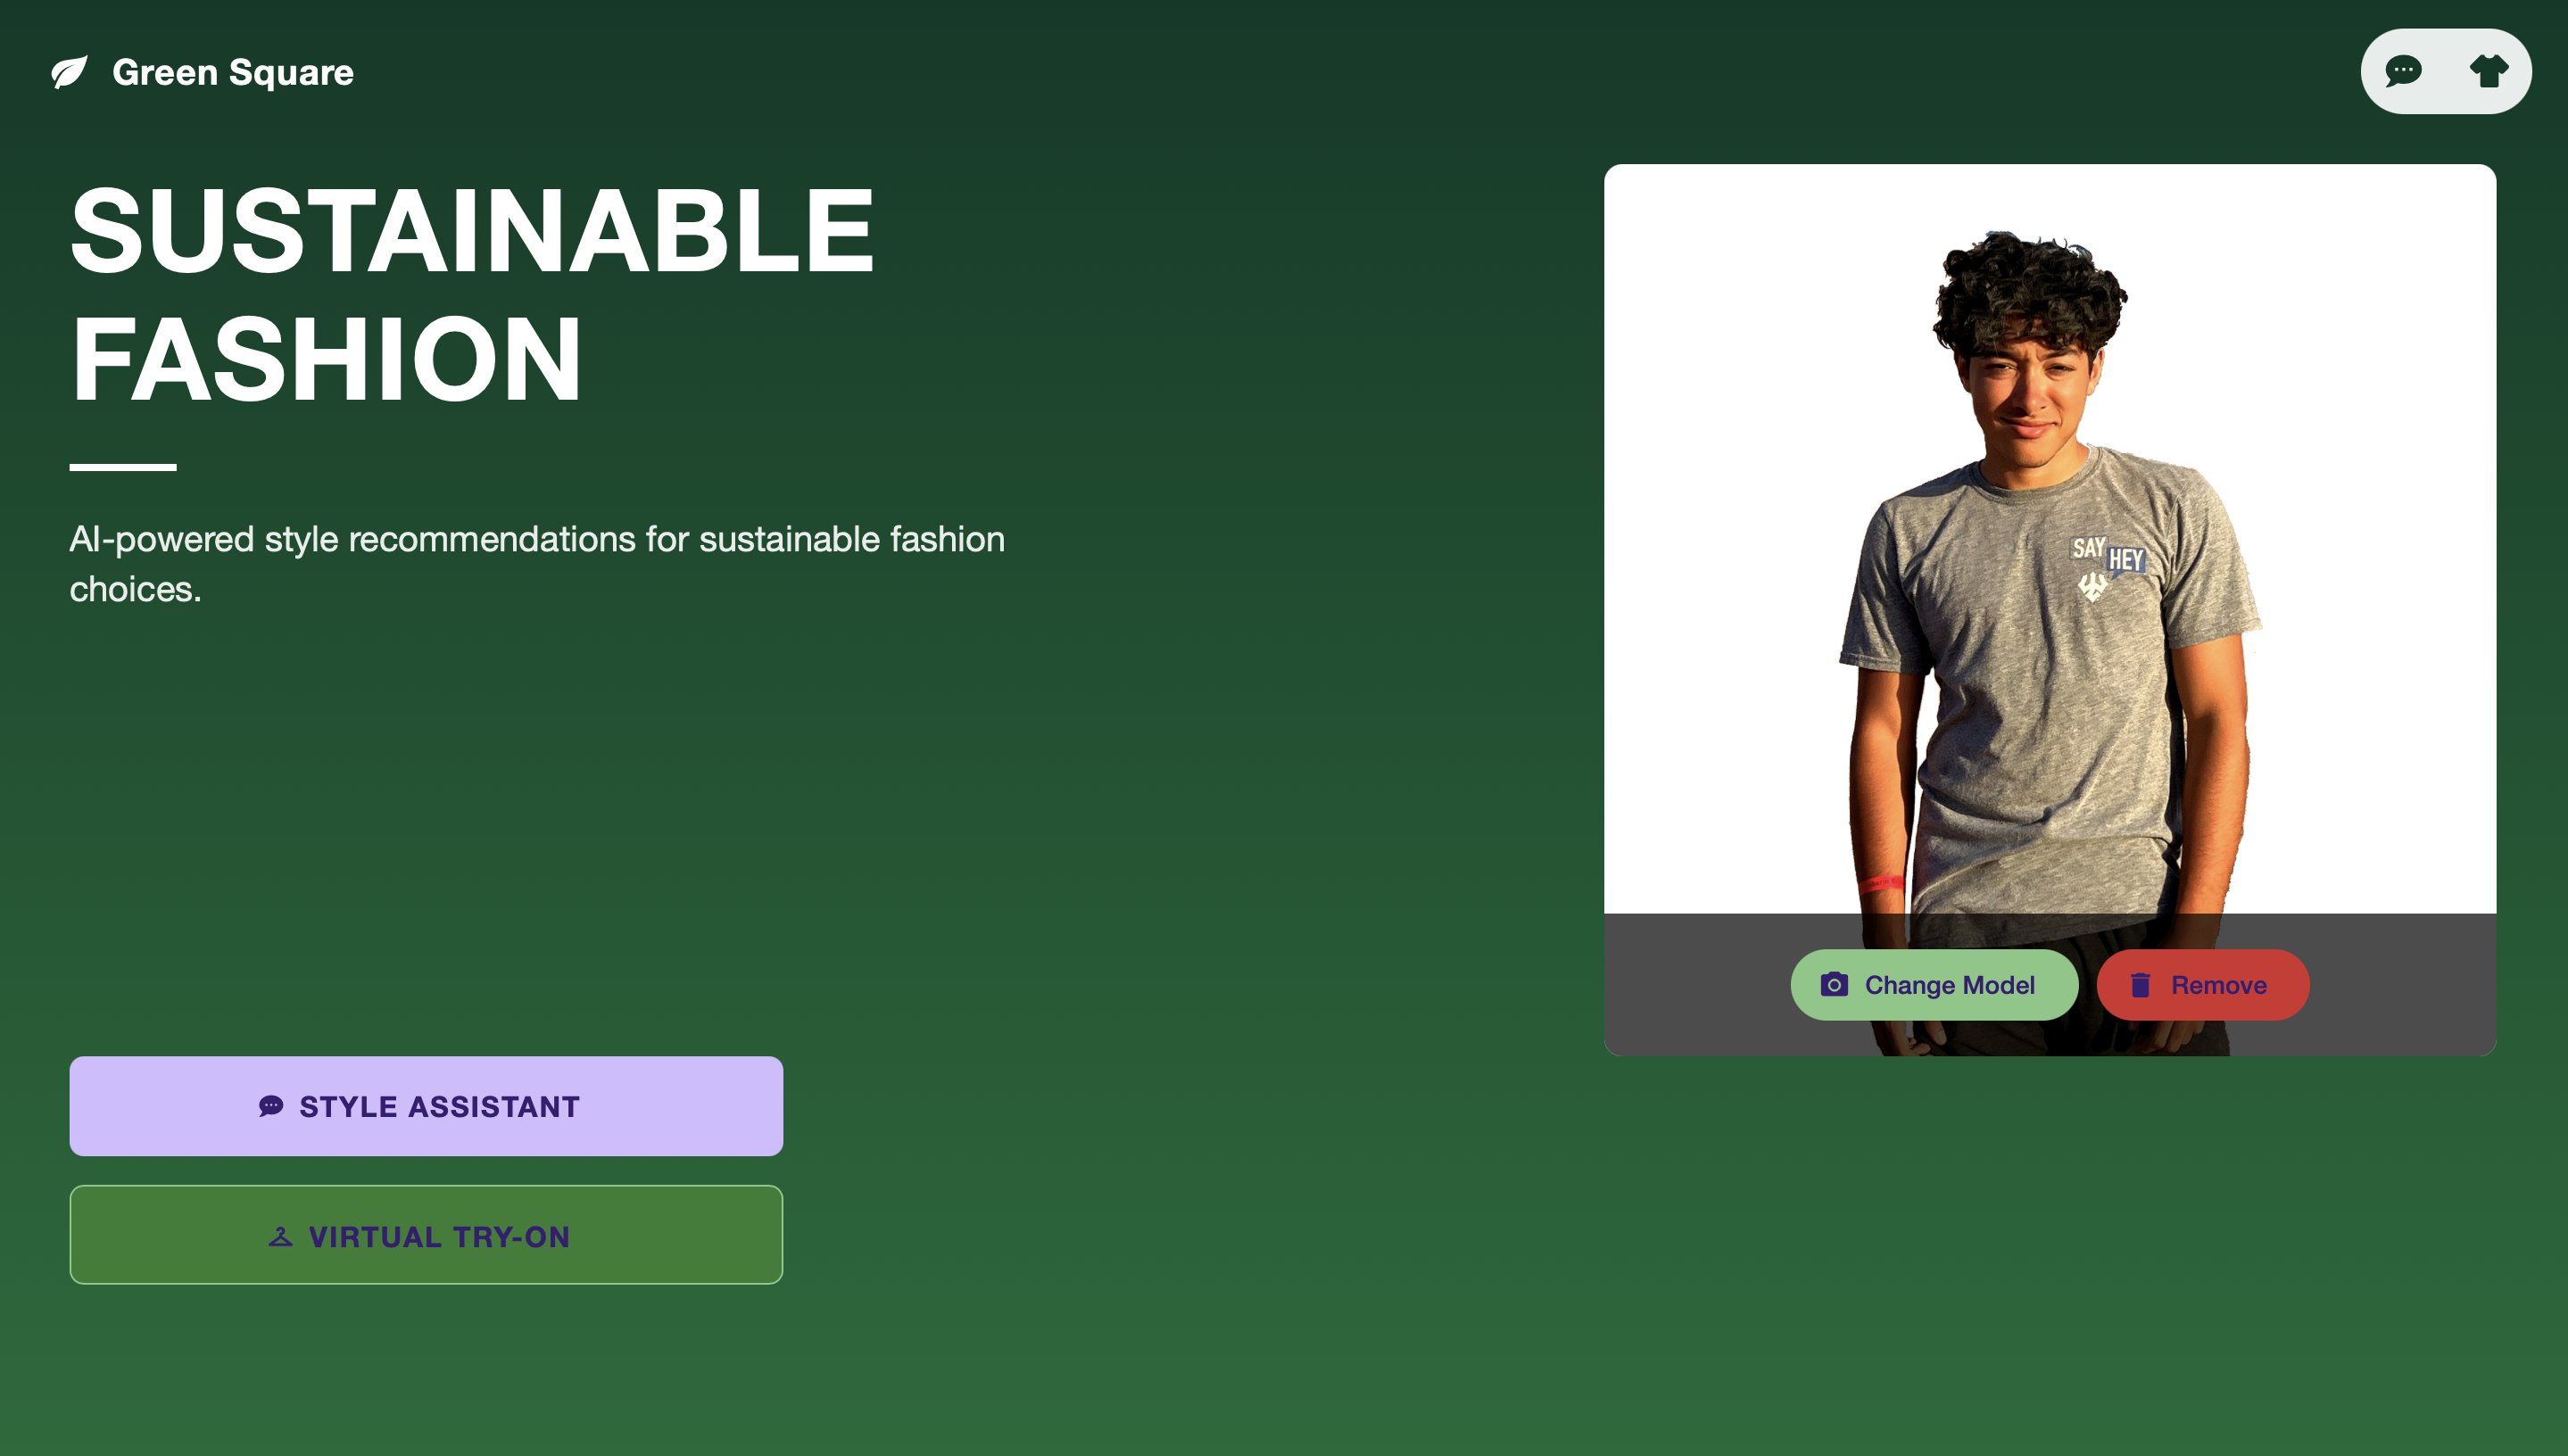 Green Square
SUSTAINABLE
FASHION
AI-powered style recommendations for sustainable fashion
choices.
SAY
HEY
Change Model
Remove
STYLE ASSISTANT
VIRTUAL TRY-ON